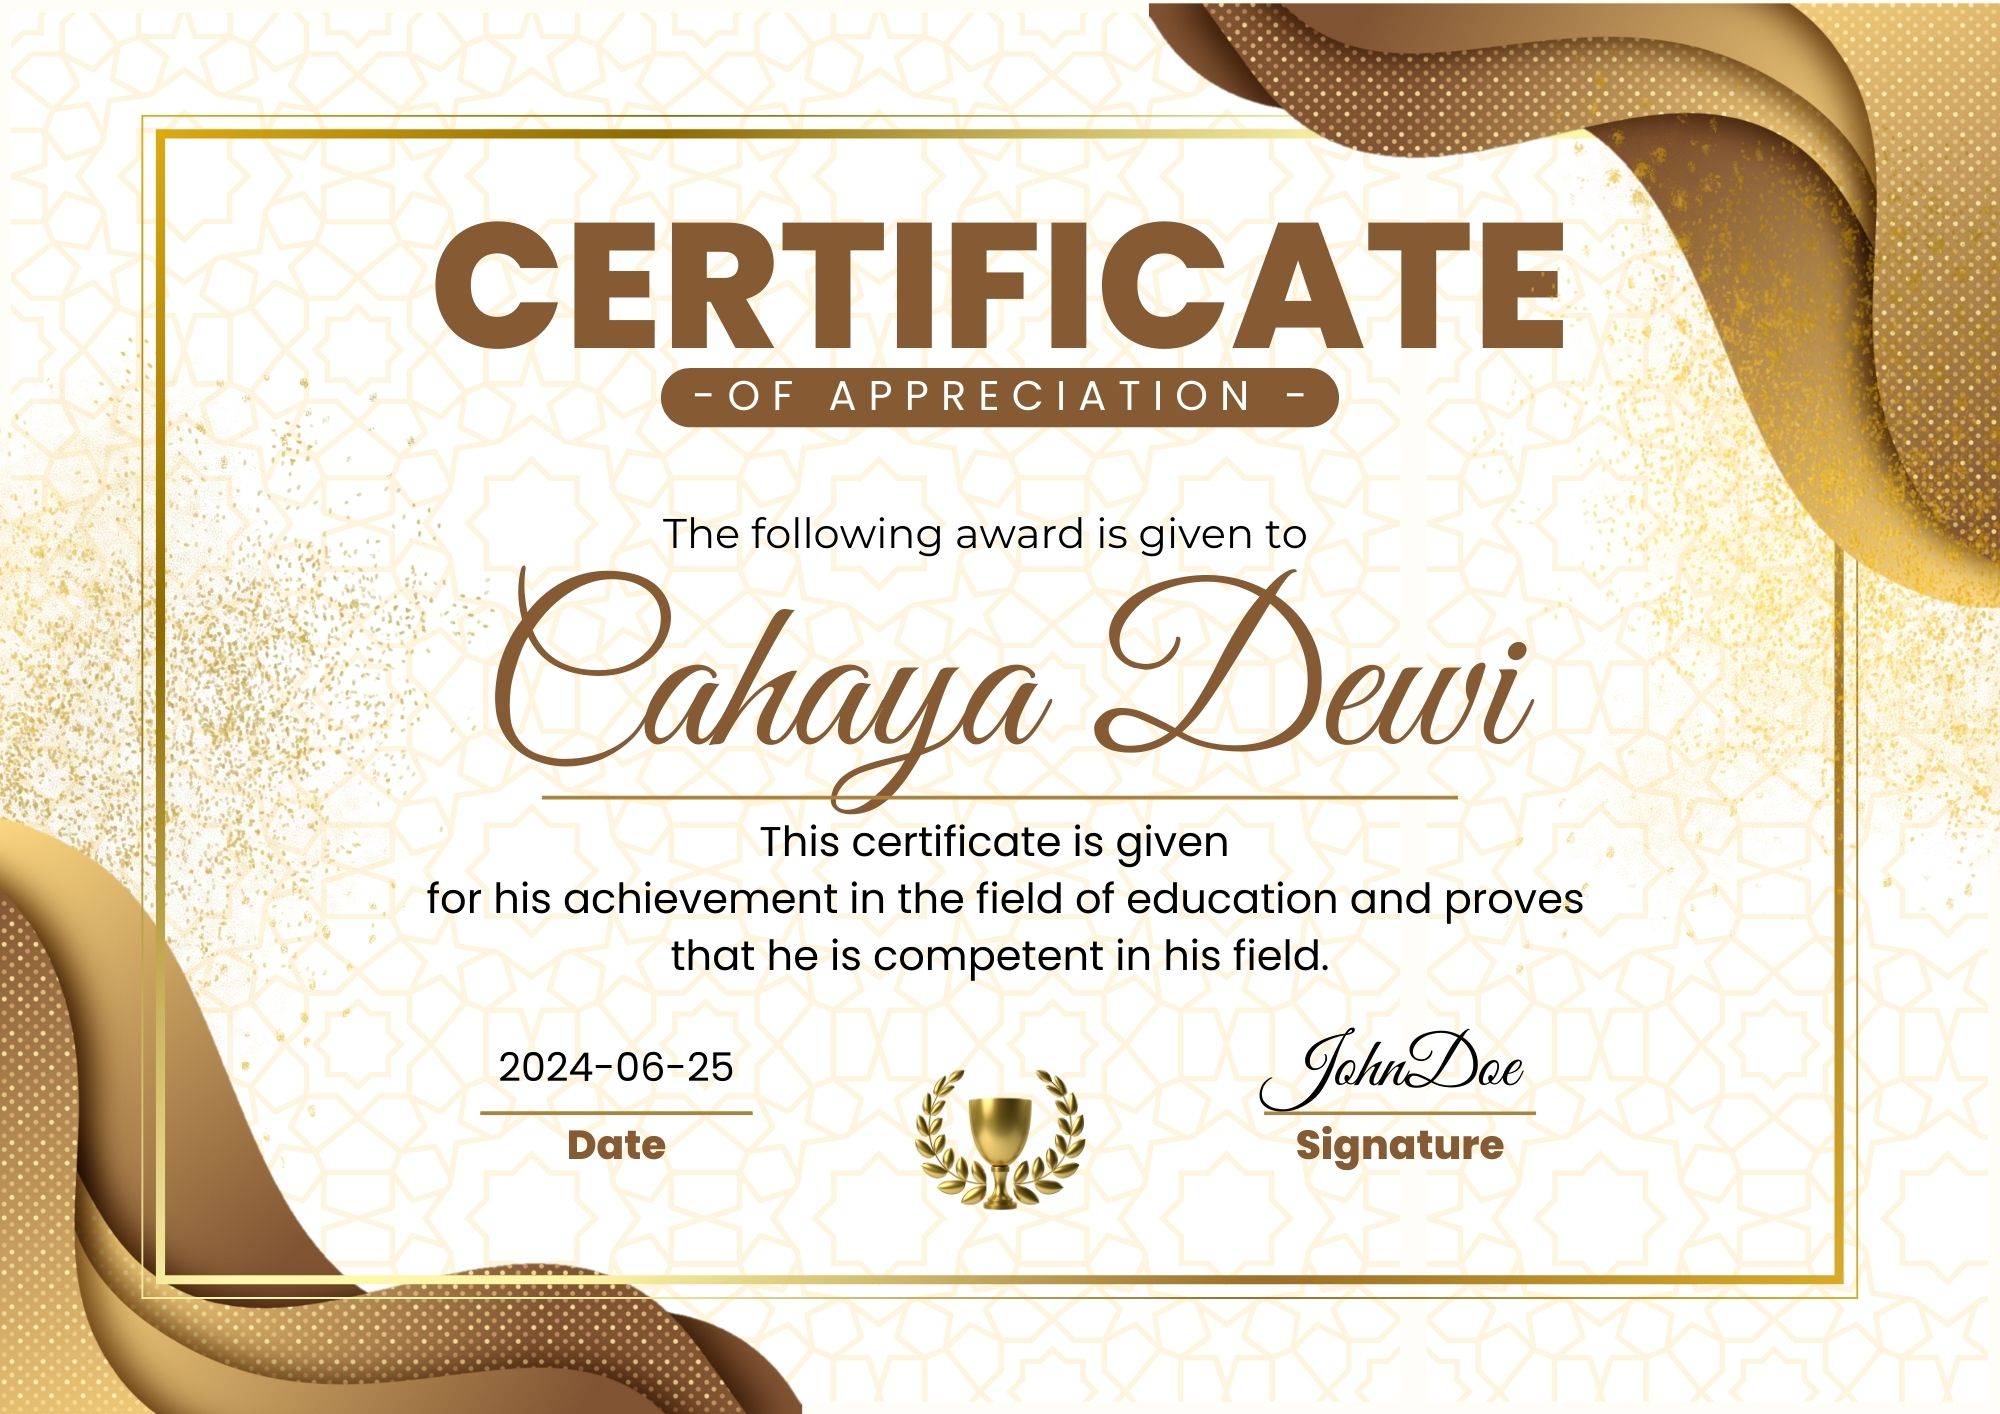 CERTIFICATE
-OF APPRECIATION -
The following award is given to
Cahaya Dewi
This certificate is given
for his achievement in the field of education and proves
that he is competent in his field.
2024-06-25
Date
JohnDoe
Signature